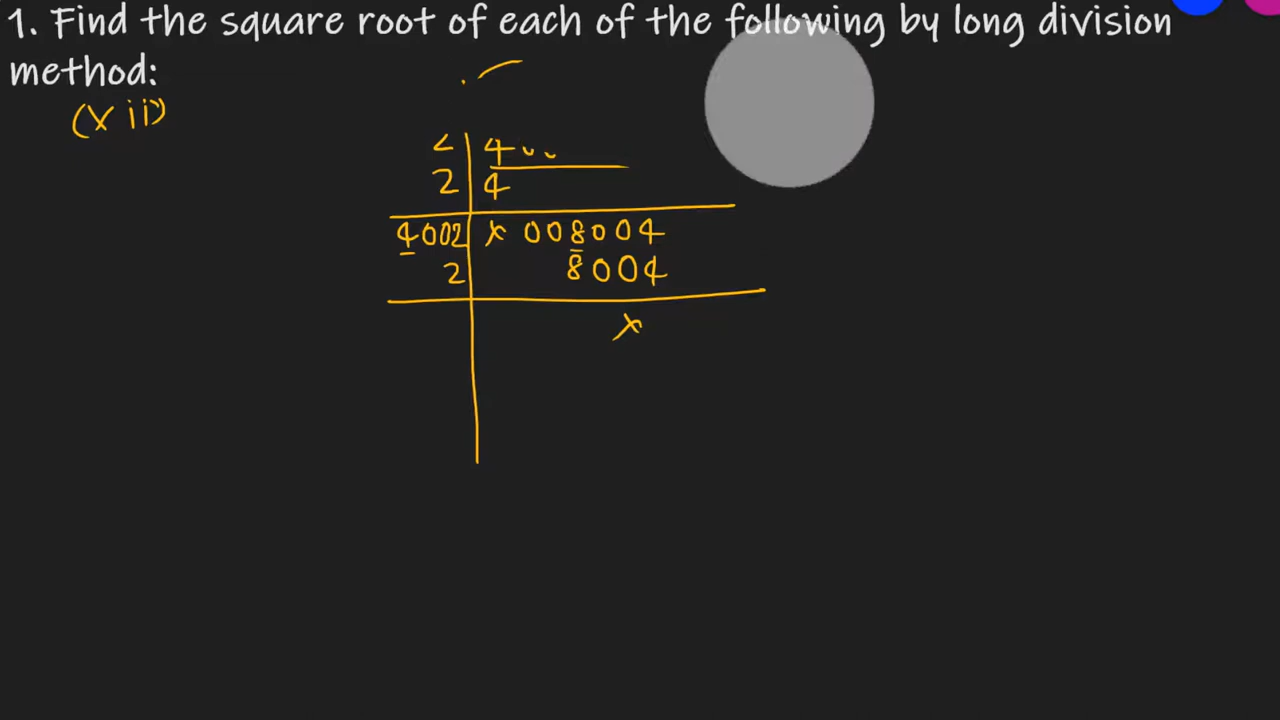 1. Find the square root of each of the following by long division
method:
(xii)
4
2 4
4002 x 008004
2 8004
x